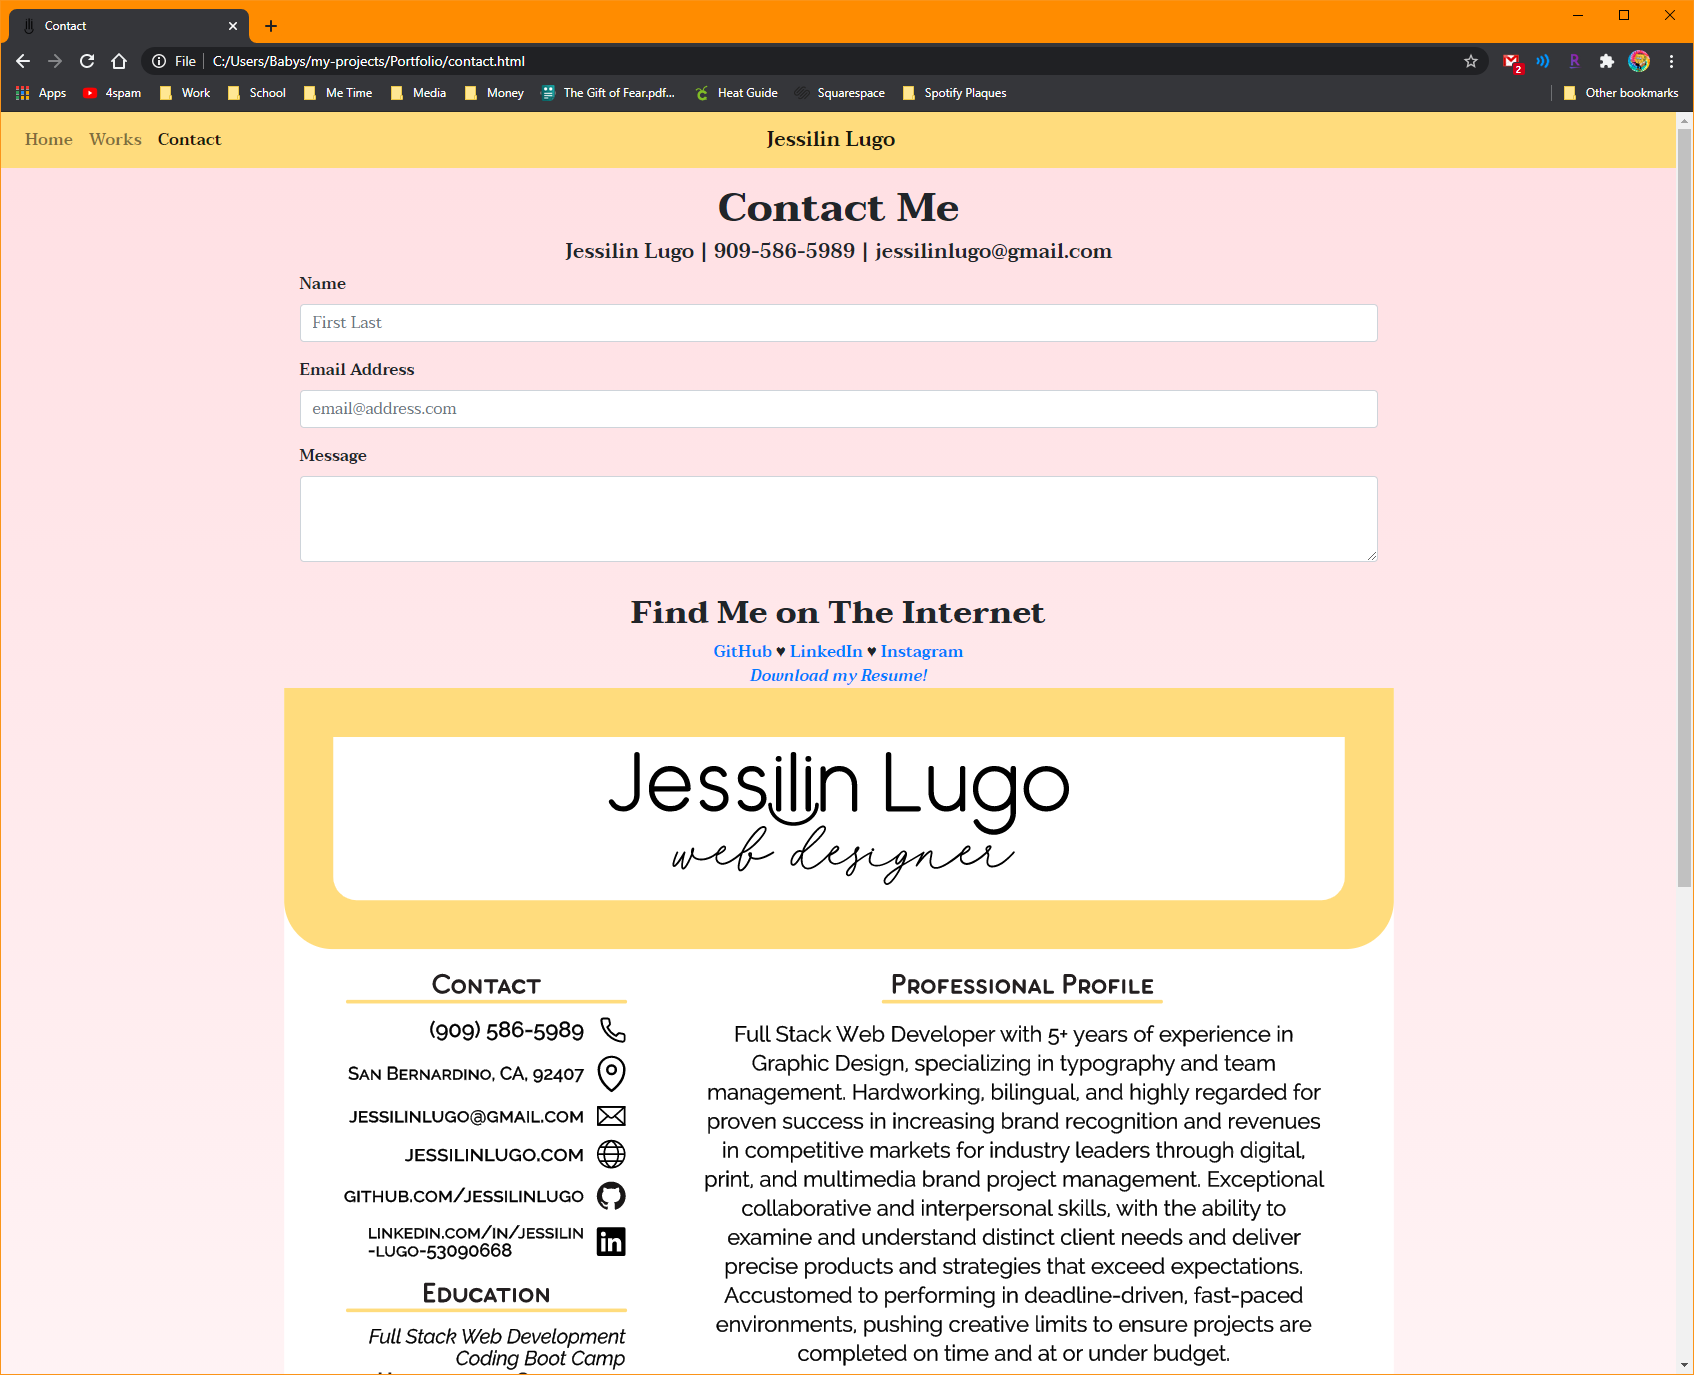 Contact
File C:/Users/Babys/my-projects/Portfolio/contact.html
2
R
Apps 4spam Work School Me Time Media Money The Gift of Fear.pdf... Heat Guide Squarespace Spotify Plaques Other bookmarks
Home Works Contact Jessilin Lugo
Contact Me
Jessilin Lugo | 909-586-5989 | jessilinlugo@gmail.com
Name
First Last
Email Address
email@address.com
Message
Find Me on The Internet
GitHub ♥ LinkedIn ♥ Instagram
Download my Resume!
Jessilin Lugo
web designer
Contact
(909) 586-5989
San Bernardino, CA, 92407
jessilinlugo@gmail.com
jessilinlugo.com
github.com/jessilinlugo
linkedin.com/in/jessilin
-lugo-53090668
in
Education
Full Stack Web Development
Coding Boot Camp
Professional Profile
Full Stack Web Developer with 5+ years of experience in
Graphic Design, specializing in typography and team
management. Hardworking, bilingual, and highly regarded for
proven success in increasing brand recognition and revenues
in competitive markets for industry leaders through digital,
print, and multimedia brand project management. Exceptional
collaborative and interpersonal skills, with the ability to
examine and understand distinct client needs and deliver
precise products and strategies that exceed expectations.
Accustomed to performing in deadline-driven, fast-paced
environments, pushing creative limits to ensure projects are
completed on time and at or under budget.